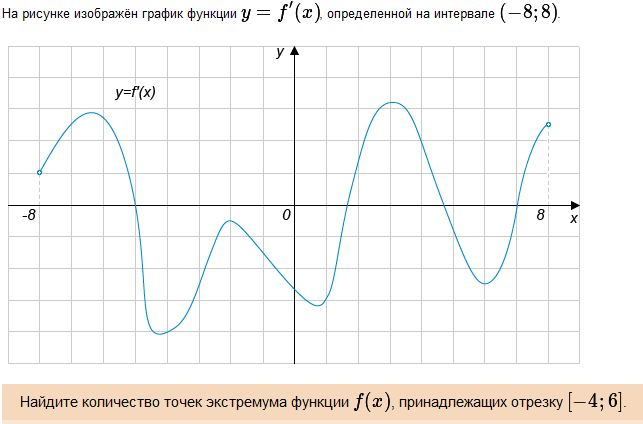 На рисунке изображён график функции y = f′(x), определенной на интервале (−8; 8).
y
y=f'(x)
-8
0
8
x
Найдите количество точек экстремума функции f(x), принадлежащих отрезку [−4; 6].